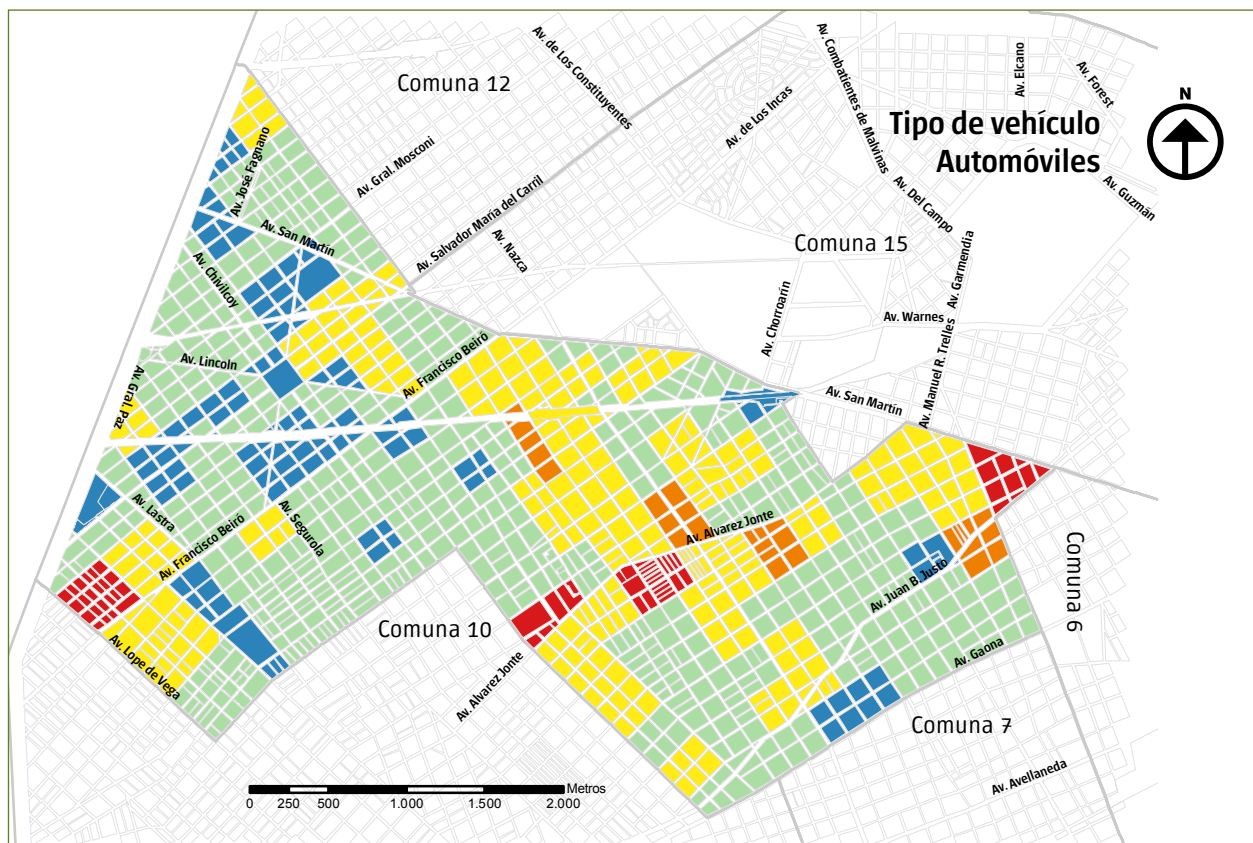 Av. de Los Constituyentes
Av. Combatientes de Malvinas
Av. Elcano
Av. Forest
Comuna 12
N
Av. de Los Incas
Tipo de vehículo
Automóviles
Av. José Fagnano
Av. Gral. Mosconi
Av. Del Campo
Av. Guzmán
Av. San Martín
Av. Salvador Maria del Carril
Av. Nazca
Comuna 15
Av. Garmendia
Av. Chivilcoy
Av. Chorroarín
Av. Warnes
Av. Lincoln
Av. Francisco Beiró
Av. Manuel R. Trelles
Av. Gral. Paz
Av. San Martín
Av. Lastra
Av. Segurola
Av. Francisco Beiró
Av. Alvarez Jonte
Av. Juan B. Justo
Comuna 6
Comuna 10
Av. Lope de Vega
Av. Alvarez Jonte
Av. Gaona
Comuna 7
Av. Avellaneda
Metros
0 250 500 1.000 1.500 2.000